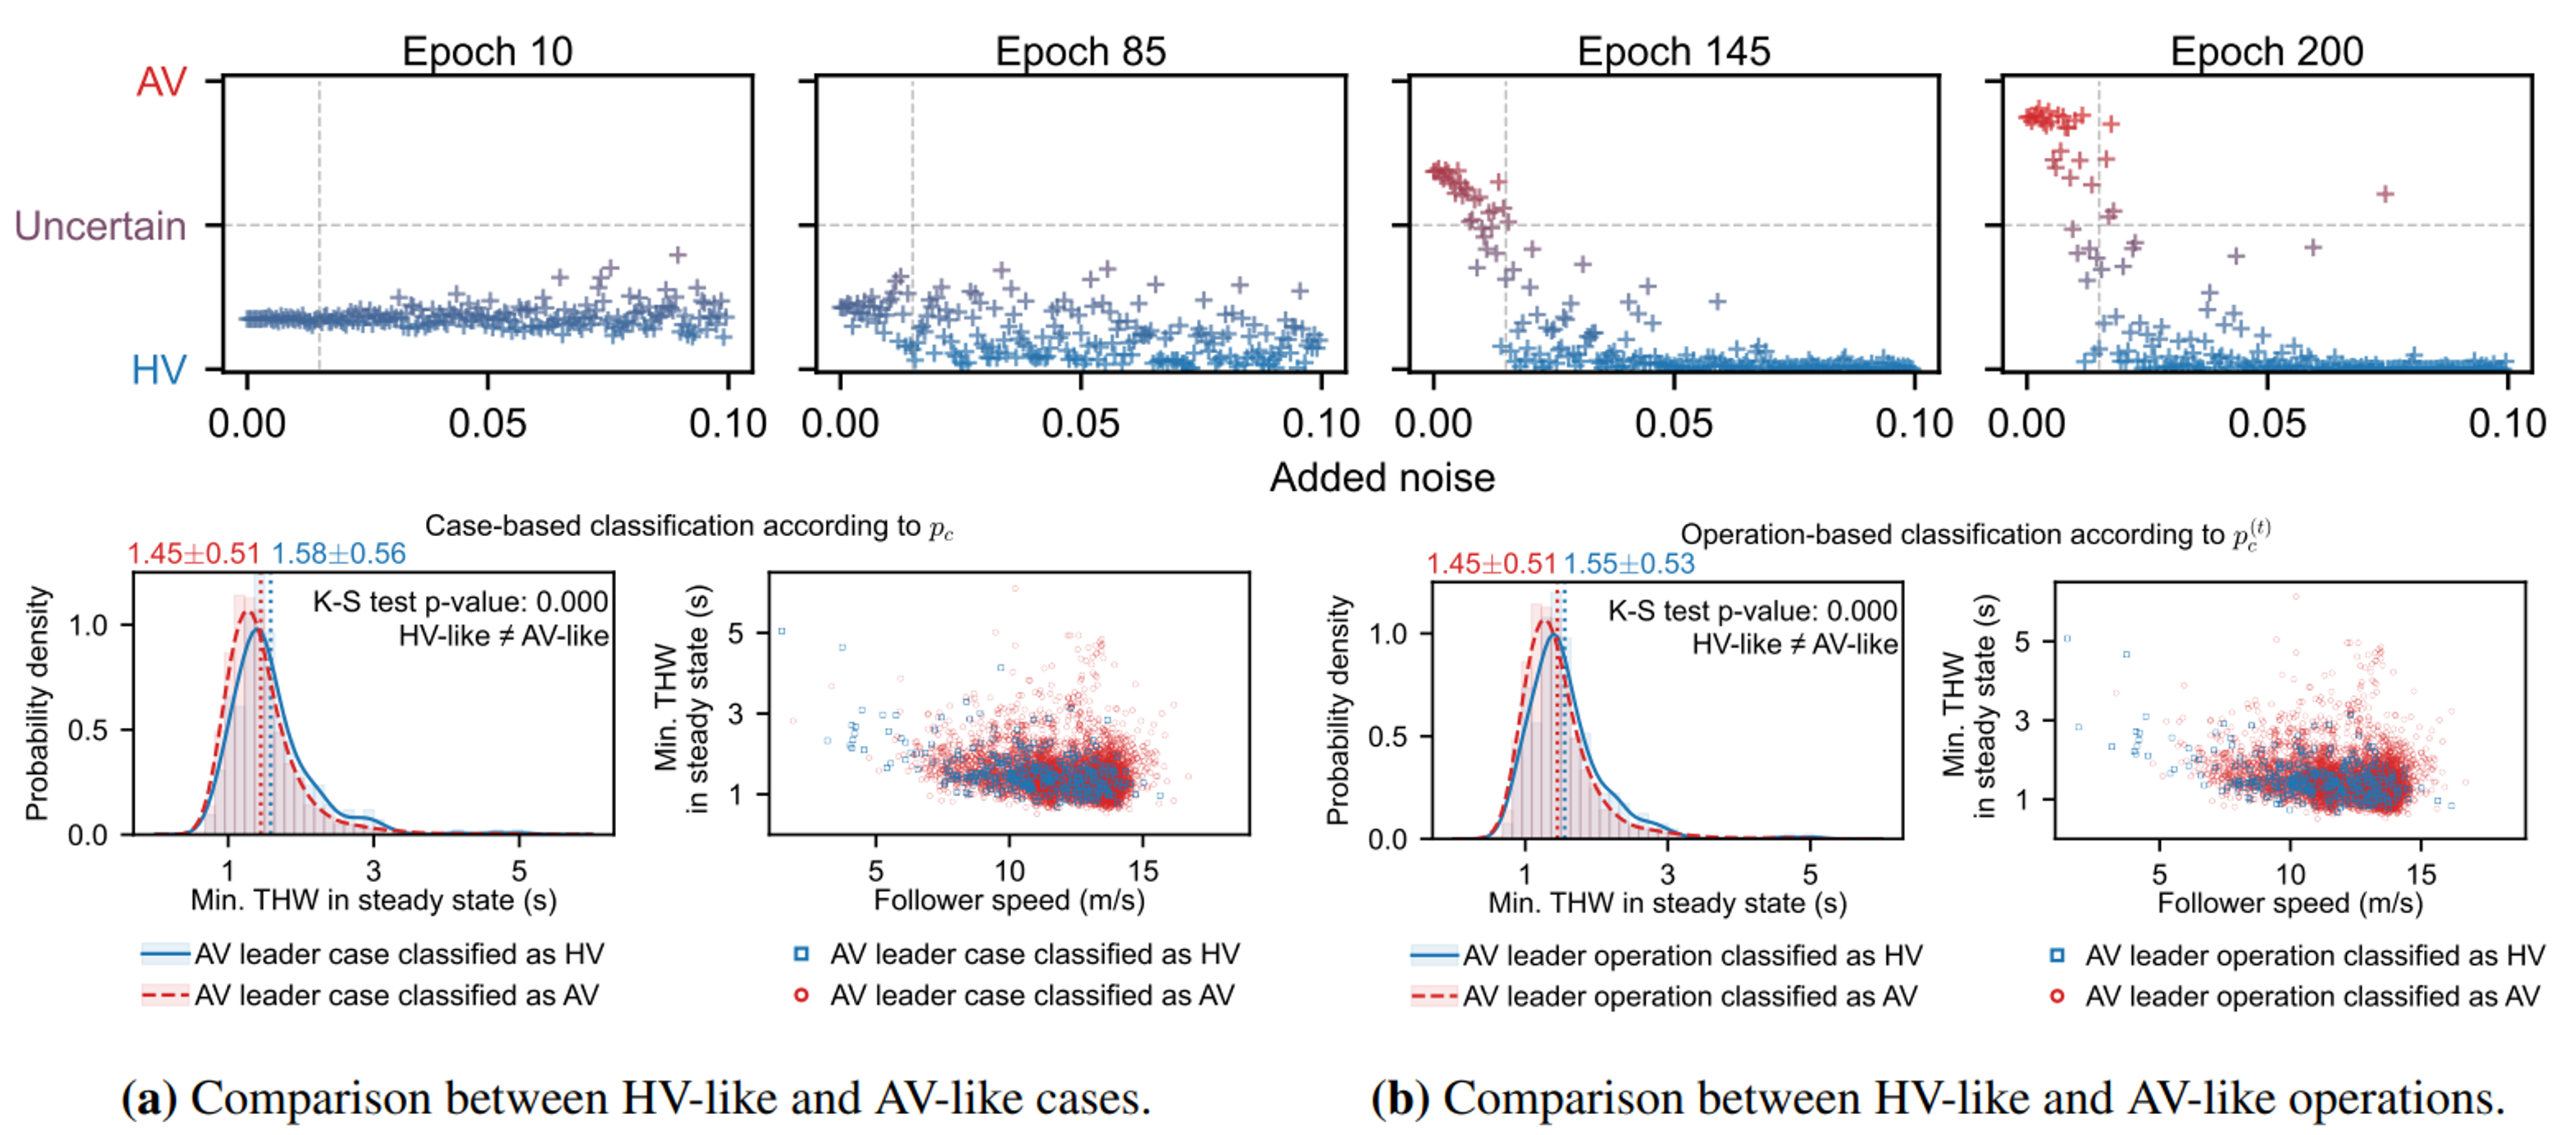 Epoch 10 Epoch 85 Epoch 145 Epoch 200
AV
Uncertain
HV
0.00 0.05 0.10 0.00 0.05 0.10 0.00 0.05 0.10 0.00 0.05 0.10
Added noise
Case-based classification according to p_c
1.45±0.51 1.58±0.56
K-S test p-value: 0.000
HV-like ≠ AV-like
Probability density
1.0
0.5
0.0
1 3 5
Min. THW in steady state (s)
Min. THW
in steady state (s)
5
3
1
5 10 15
Follower speed (m/s)
AV leader case classified as HV
AV leader case classified as AV
AV leader case classified as HV
AV leader case classified as AV
(a) Comparison between HV-like and AV-like cases.
Operation-based classification according to p_c^(t)
1.45±0.51 1.55±0.53
K-S test p-value: 0.000
HV-like ≠ AV-like
Probability density
1.0
0.5
0.0
1 3 5
Min. THW in steady state (s)
Min. THW
in steady state (s)
5
3
1
5 10 15
Follower speed (m/s)
AV leader operation classified as HV
AV leader operation classified as AV
AV leader operation classified as HV
AV leader operation classified as AV
(b) Comparison between HV-like and AV-like operations.